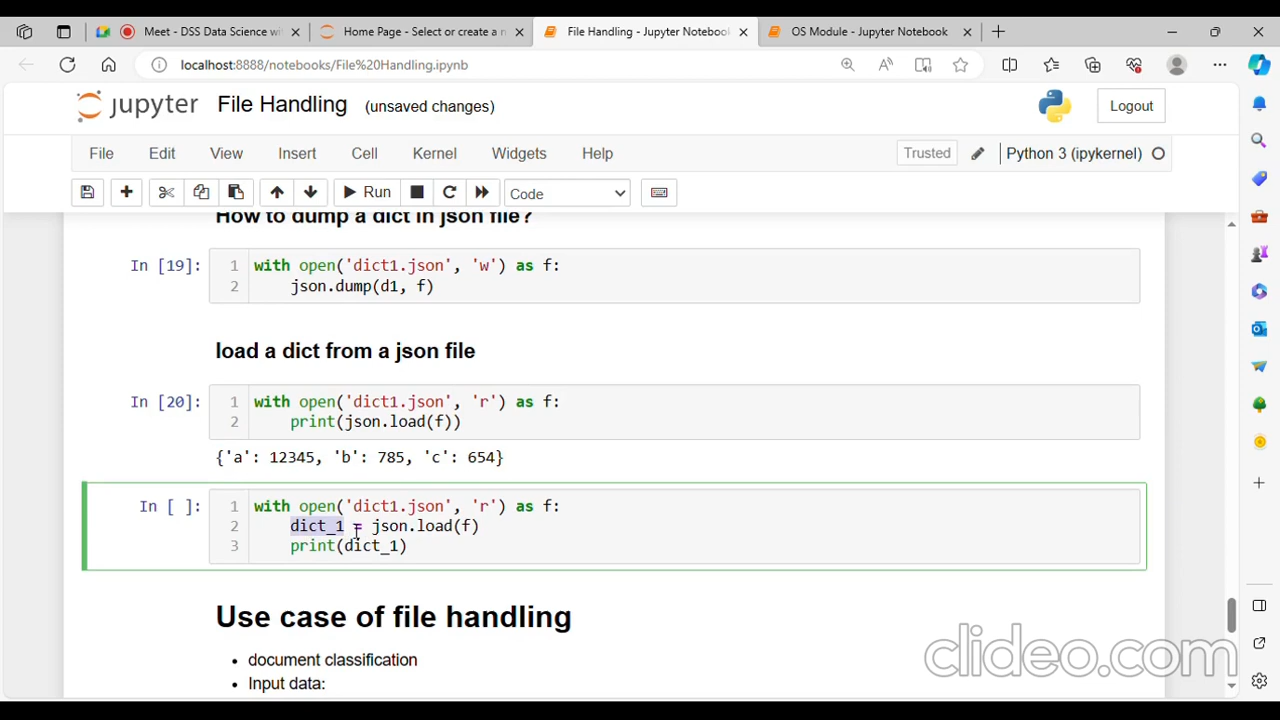 Meet - DSS Data Science wit
Home Page - Select or create a n
File Handling - Jupyter Notebook
OS Module - Jupyter Notebook
localhost:8888/notebooks/File%20Handling.ipynb
jupyter File Handling (unsaved changes)
Logout
File Edit View Insert Cell Kernel Widgets Help
Trusted Python 3 (ipykernel)
Run Code
How to dump a dict in json file?
In [19]: 1 with open('dict1.json', 'w') as f:
2 json.dump(d1, f)
load a dict from a json file
In [20]: 1 with open('dict1.json', 'r') as f:
2 print(json.load(f))
{'a': 12345, 'b': 785, 'c': 654}
In [ ]: 1 with open('dict1.json', 'r') as f:
2 dict_1 = json.load(f)
3 print(dict_1)
Use case of file handling
• document classification
• Input data:
clideo.com